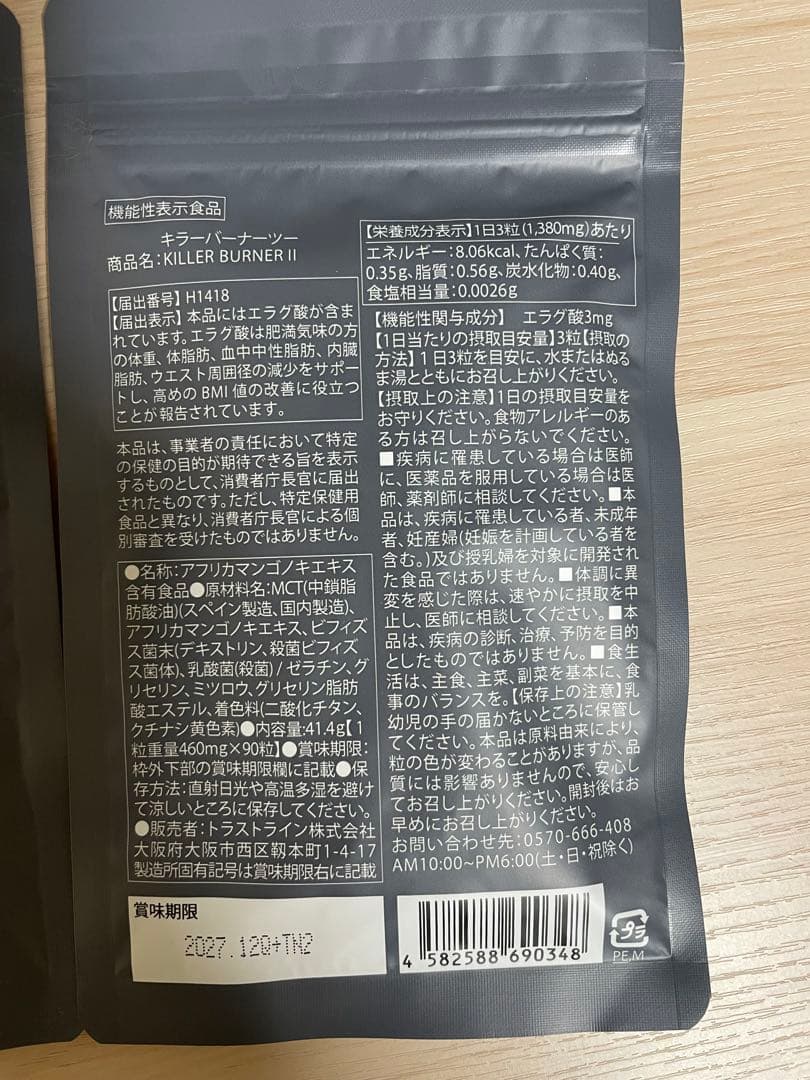 機能性表示食品
キラーバーナーツー
商品名:KILLER BURNER II
【届出番号】H1418
【届出表示】本品にはエラグ酸が含ま
れています。エラグ酸は肥満気味の方
の体重、体脂肪、血中中性脂肪、内臓
脂肪、ウエスト周囲径の減少をサポー
トし、高めのBMI値の改善に役立つ
ことが報告されています。
本品は、事業者の責任において特定
の保健の目的が期待できる旨を表示
するものとして、消費者庁長官に届出
されたものです。ただし、特定保健用
食品と異なり、消費者庁長官による個
別審査を受けたものではありません。
●名称:アフリカマンゴノキエキス
含有食品●原材料名:MCT(中鎖脂
肪酸油)(スペイン製造、国内製造)、
アフリカマンゴノキエキス、ビフィズ
ス菌末(デキストリン、殺菌ビフィズ
ス菌体)、乳酸菌(殺菌)/ゼラチン、グ
リセリン、ミツロウ、グリセリン脂肪
酸エステル、着色料(二酸化チタン、
クチナシ黄色素)●内容量:41.4g【1
粒重量460mg×90粒】●賞味期限:
枠外下部の賞味期限欄に記載●保
存方法:直射日光や高温多湿を避け
て涼しいところに保存してください。
●販売者:トラストライン株式会社
大阪府大阪市西区靱本町1-4-17
製造所固有記号は賞味期限右に記載
【栄養成分表示】1日3粒(1,380mg)あたり
エネルギー:8.06kcal、たんぱく質:
0.35g、脂質:0.56g、炭水化物:0.40g、
食塩相当量:0.0026g
【機能性関与成分】 エラグ酸3mg
【1日当たりの摂取目安量】3粒【摂取の
方法】1日3粒を目安に、水またはぬる
ま湯とともにお召し上がりください。
【摂取上の注意】1日の摂取目安量を
お守りください。食物アレルギーのあ
る方は召し上がらないでください。
■疾病に罹患している場合は医師
に、医薬品を服用している場合は医
師、薬剤師に相談してください。■本
品は、疾病に罹患している者、未成年
者、妊産婦(妊娠を計画している者を
含む。)及び授乳婦を対象に開発され
た食品ではありません。■体調に異
変を感じた際は、速やかに摂取を中
止し、医師に相談してください。■本
品は、疾病の診断、治療、予防を目的
としたものではありません。■食生
活は、主食、主菜、副菜を基本に、食
事のバランスを。【保存上の注意】乳
幼児の手の届かないところに保管し
てください。本品は原料由来により、
粒の色が変わることがありますが、品
質には影響ありませんので、安心し
てお召し上がりください。開封後はお
早めにお召し上がりください。
お問い合わせ先:0570-666-408
AM10:00~PM6:00(土・日・祝除く)
賞味期限
2027.12@+TN2
4 582588 690348
プラ
PE,M